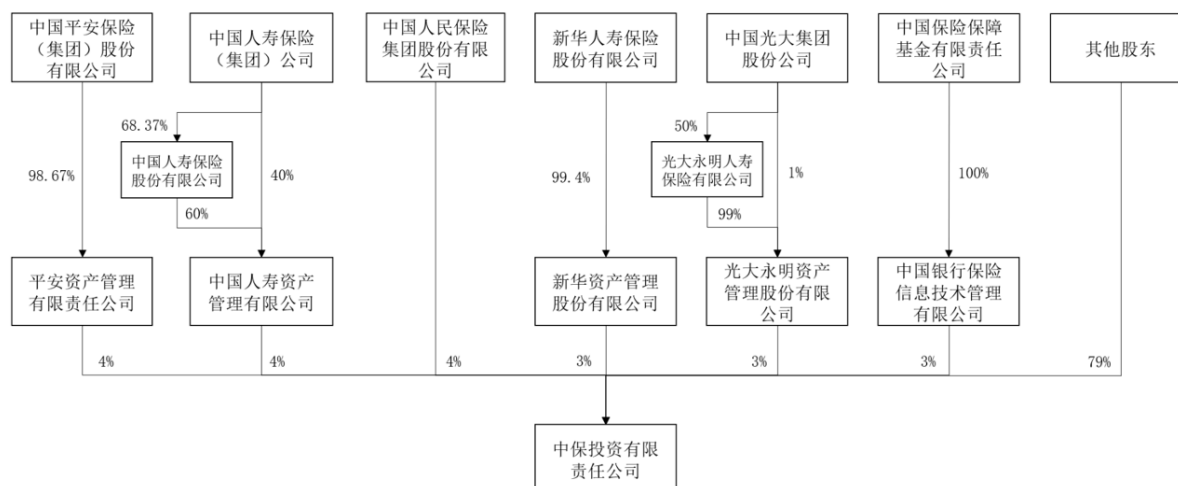 中国平安保险
（集团）股份
有限公司
中国人寿保险
（集团）公司
中国人民保险
集团股份有限
公司
新华人寿保险
股份有限公司
中国光大集团
股份公司
中国保险保障
基金有限责任
公司
其他股东
68.37%
50%
中国人寿保险
股份有限公司
光大永明人寿
保险有限公司
98.67%
40%
99.4%
1%
100%
60%
99%
平安资产管理
有限责任公司
中国人寿资产
管理有限公司
新华资产管理
股份有限公司
光大永明资产
管理股份有限
公司
中国银行保险
信息技术管理
有限公司
4%
4%
4%
3%
3%
3%
79%
中保投资有限
责任公司